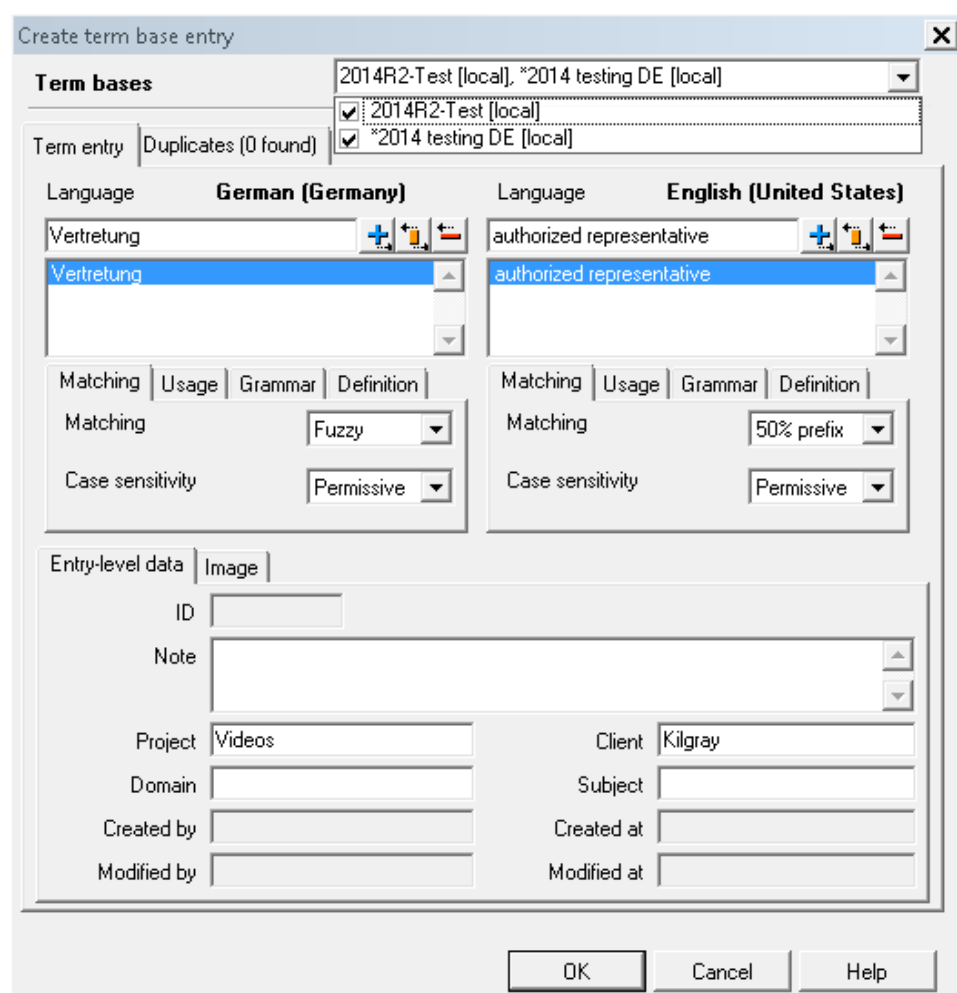 Create term base entry
Term bases 2014R2-Test [local], *2014 testing DE [local]
2014R2-Test [local]
*2014 testing DE [local]
Term entry Duplicates (0 found)
Language German (Germany) Language English (United States)
Vertretung authorized representative
Vertretung authorized representative
Matching Usage Grammar Definition Matching Usage Grammar Definition
Matching Fuzzy Matching 50% prefix
Case sensitivity Permissive Case sensitivity Permissive
Entry-level data Image
ID
Note
Project Videos Client Kilgray
Domain Subject
Created by Created at
Modified by Modified at
OK Cancel Help